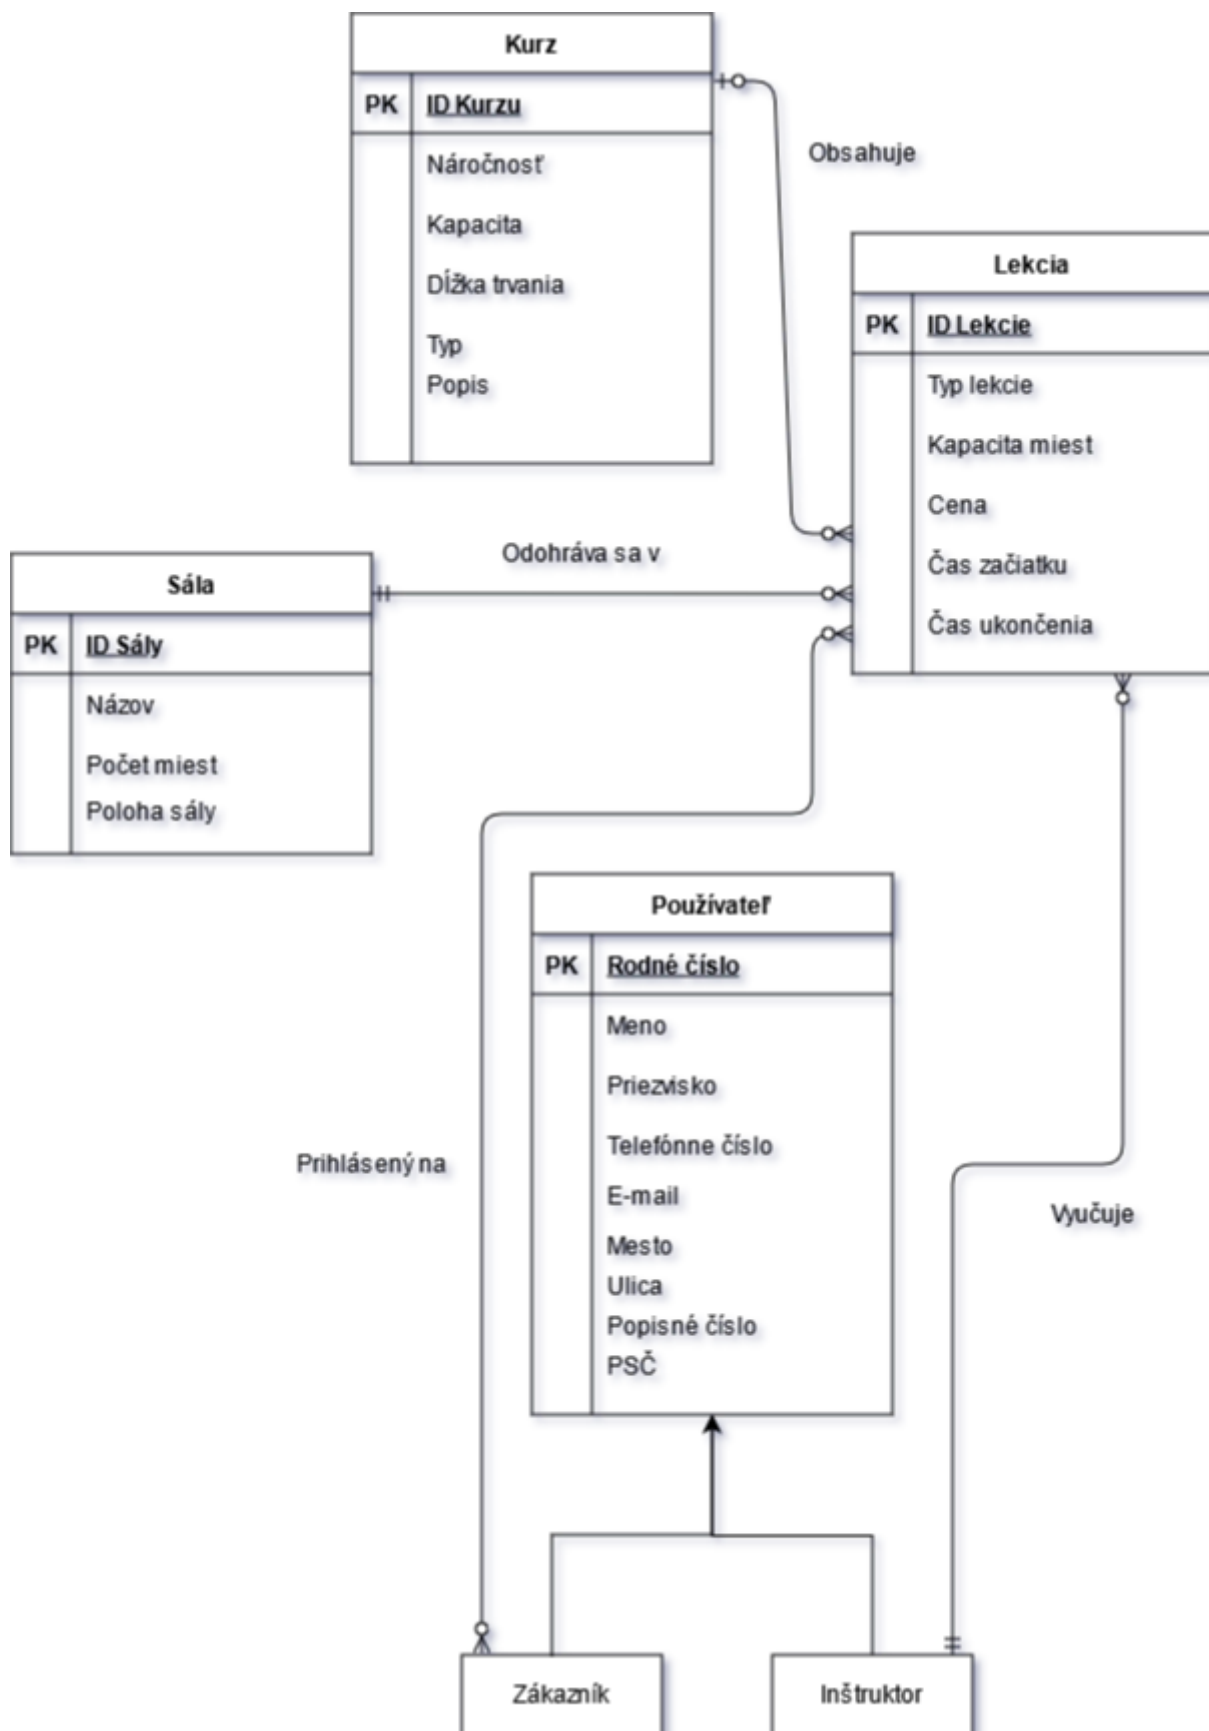 Kurz
PK ID Kurzu
Náročnosť
Kapacita
Dĺžka trvania
Typ
Popis
Obsahuje
Lekcia
PK ID Lekcie
Typ lekcie
Kapacita miest
Cena
Čas začiatku
Čas ukončenia
Odohráva sa v
Sála
PK ID Sály
Názov
Počet miest
Poloha sály
Používateľ
PK Rodné číslo
Meno
Priezvisko
Telefónne číslo
E-mail
Mesto
Ulica
Popisné číslo
PSČ
Prihlásený na
Vyučuje
Zákazník
Inštruktor